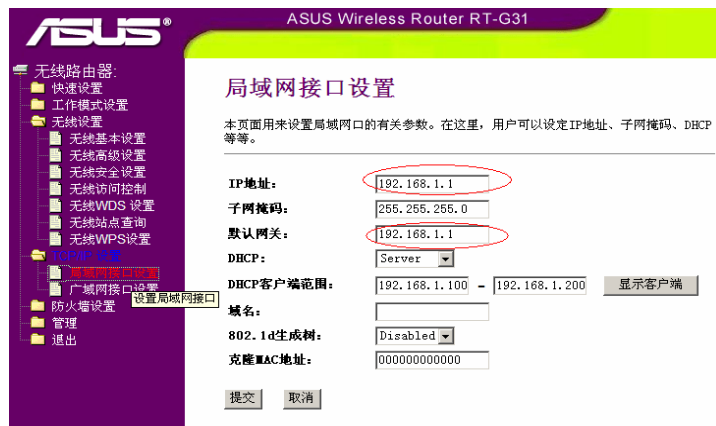 ASUS®
ASUS Wireless Router RT-G31
无线路由器:
快速设置
工作模式设置
无线设置
无线基本设置
无线高级设置
无线安全设置
无线访问控制
无线WDS 设置
无线站点查询
无线WPS设置
TCP/IP 设置
局域网接口设置
广域网接口设置
设置局域网接口
防火墙设置
管理
退出
局域网接口设置
本页面用来设置局域网口的有关参数。在这里，用户可以设定IP地址、子网掩码、DHCP
等等。
IP地址: 192.168.1.1
子网掩码: 255.255.255.0
默认网关: 192.168.1.1
DHCP: Server
DHCP客户端范围: 192.168.1.100 - 192.168.1.200 显示客户端
域名:
802.1d生成树: Disabled
克隆MAC地址: 000000000000
提交 取消